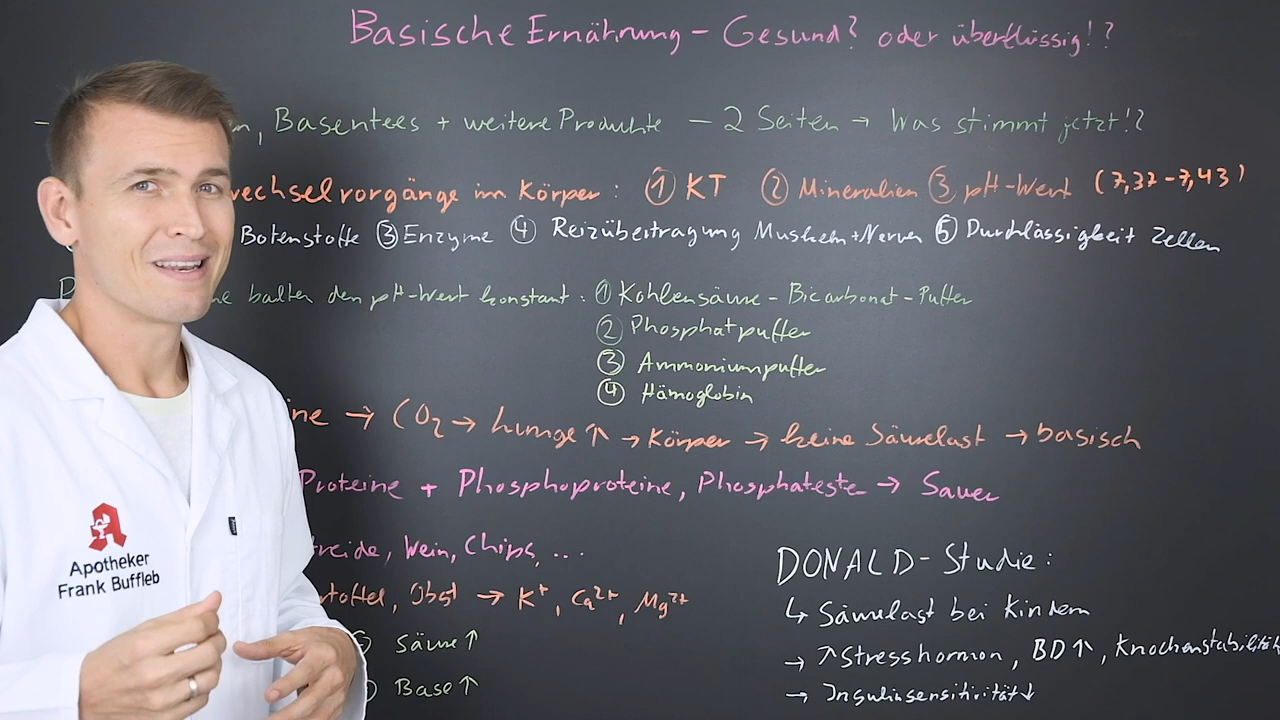 Basische Ernährung - Gesund? oder überflüssig!?
- n, Basentees + weitere Produkte - 2 Seiten → Was stimmt jetzt!?
wechselvorgänge im Körper: ① KT ② Mineralien ③ pH-Wert (7,37-7,43)
Botenstoffe ③ Enzyme ④ Reizübertragung Muskeln+Nerven ⑤ Durchlässigkeit Zellen
P ne halten den pH-Wert konstant: ① Kohlensäure-Bicarbonat-Puffer
② Phosphatpuffer
③ Ammoniumpuffer
④ Hämoglobin
ine → CO₂ → Lunge ↑ → Körper → keine Säurelast → basisch
Proteine + Phosphoproteine, Phosphatester → Sauer
treide, Wein, Chips, ...
toffel, Obst → K⁺, Ca²⁺, Mg²⁺
Säure ↑
Base ↑
DONALD-Studie:
↳ Säurelast bei Kindern
→ ↑Stresshormon, BD↑, Knochenstabilität
→ Insulinsensitivität↓
Apotheker
Frank Buffleb